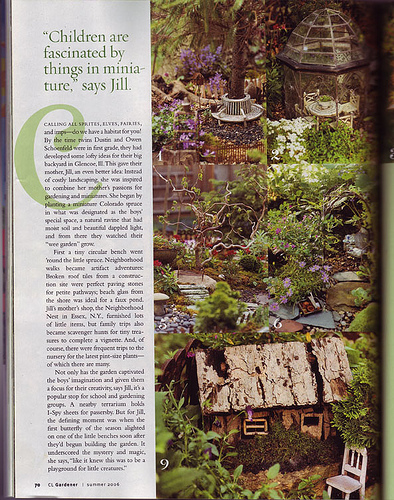 "Children are
fascinated by
things in minia-
ture," says Jill.
CALLING ALL SPRITES, ELVES, FAIRIES,
and imps—do we have a habitat for you!
By the time twins Dustin and Owen
Schoenfeld were in first grade, they had
developed some lofty ideas for their big
backyard in Glencoe, Ill. This gave their
mother, Jill, an even better idea: Instead
of costly landscaping, she was inspired
to combine her mother's passions for
gardening and miniatures. She began by
planting a miniature Colorado spruce
in what was designated as the boys'
special space, a natural ravine that had
moist soil and beautiful dappled light,
and from there they watched their
"wee garden" grow.
First a tiny circular bench went
'round the little spruce. Neighborhood
walks became artifact adventures:
Broken roof tiles from a construc-
tion site were perfect paving stones
for petite pathways; beach glass from
the shore was ideal for a faux pond.
Jill's mother's shop, the Neighborhood
Nest in Essex, N.Y., furnished lots
of little items, but family trips also
became scavenger hunts for tiny trea-
sures to complete a vignette. And, of
course, there were frequent trips to the
nursery for the latest pint-size plants—
of which there are many.
Not only has the garden captivated
the boys' imagination and given them
a focus for their creativity, says Jill, it's a
popular stop for school and gardening
groups. A nearby terrarium holds
I-Spy sheets for passersby. But for Jill,
the defining moment was when the
first butterfly of the season alighted
on one of the little benches soon after
they'd begun building the garden. It
underscored the mystery and magic,
she says, "like it knew this was to be a
playground for little creatures."
70 CL Gardener | summer 2006
9